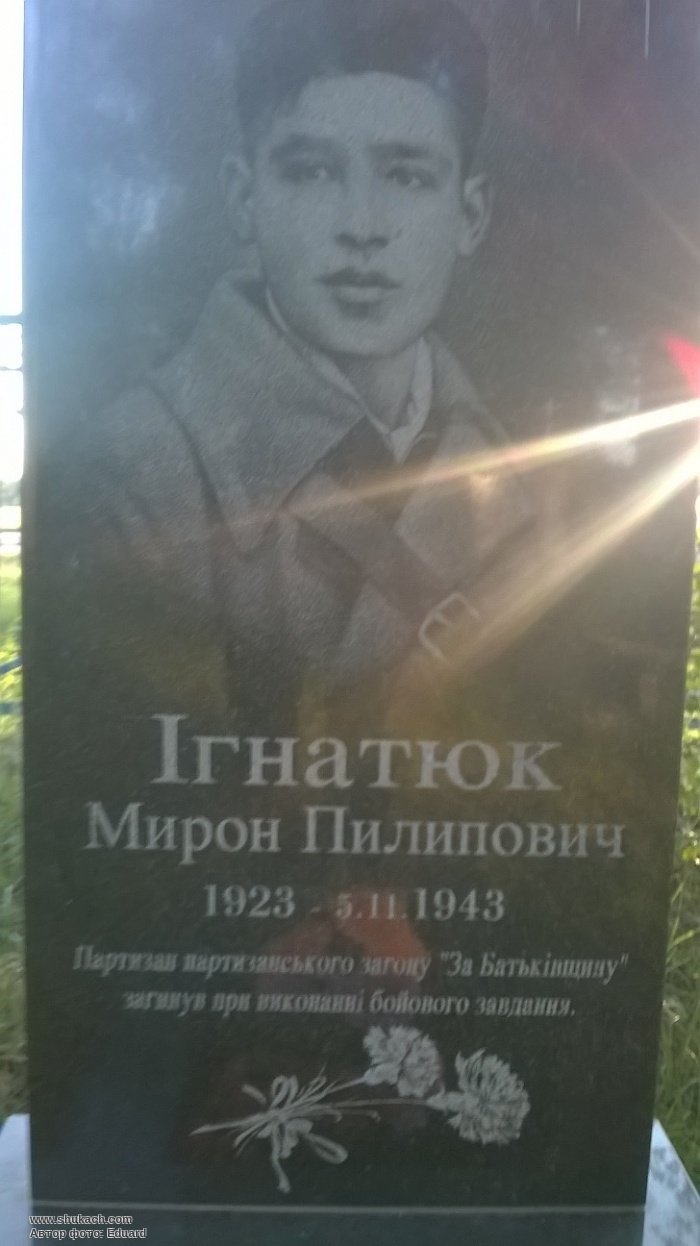 Ігнатюк
Мирон Пилипович
1923 - 5.11.1943
Партизан партизанського загону "За Батьківщину"
загинув при виконанні бойового завдання.
www.shukach.com
Автор фото: Eduard